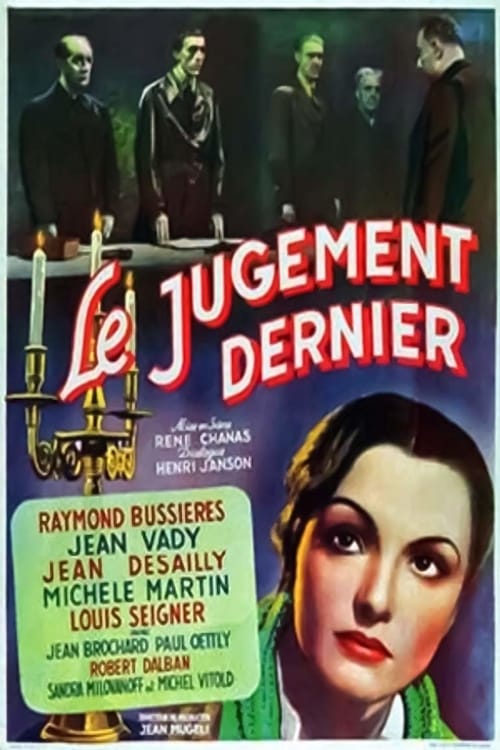 Le JUGEMENT
DERNIER
Mise en Scène
RENÉ CHANAS
Dialogue
HENRI JANSON
RAYMOND BUSSIERES
JEAN VADY
JEAN DESAILLY
MICHELE MARTIN
LOUIS SEIGNER
JEAN BROCHARD PAUL OETTLY
ROBERT DALBAN
SANDRA MILOVANOFF et MICHEL VITOLD
JEAN MUGELI